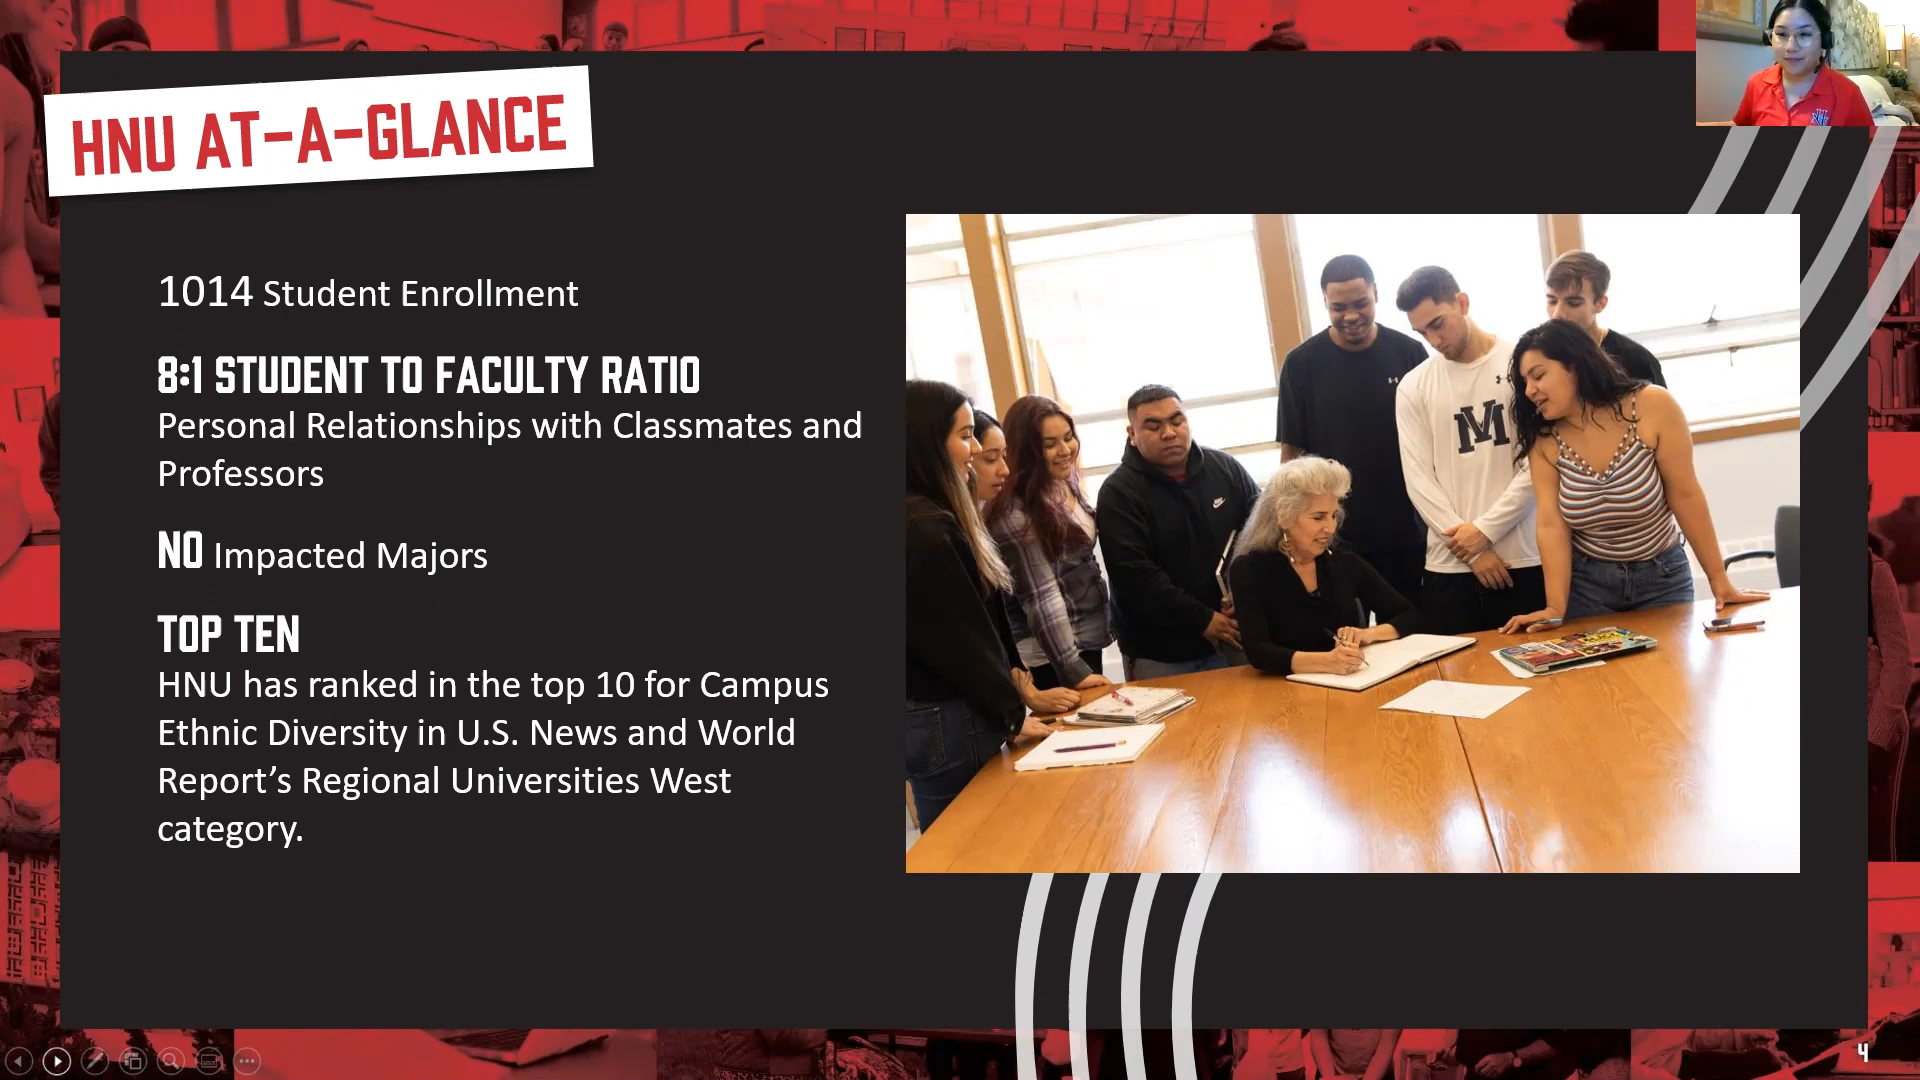 HNU AT-A-GLANCE
1014 Student Enrollment
8:1 STUDENT TO FACULTY RATIO
Personal Relationships with Classmates and
Professors
NO Impacted Majors
TOP TEN
HNU has ranked in the top 10 for Campus
Ethnic Diversity in U.S. News and World
Report’s Regional Universities West
category.
M
4